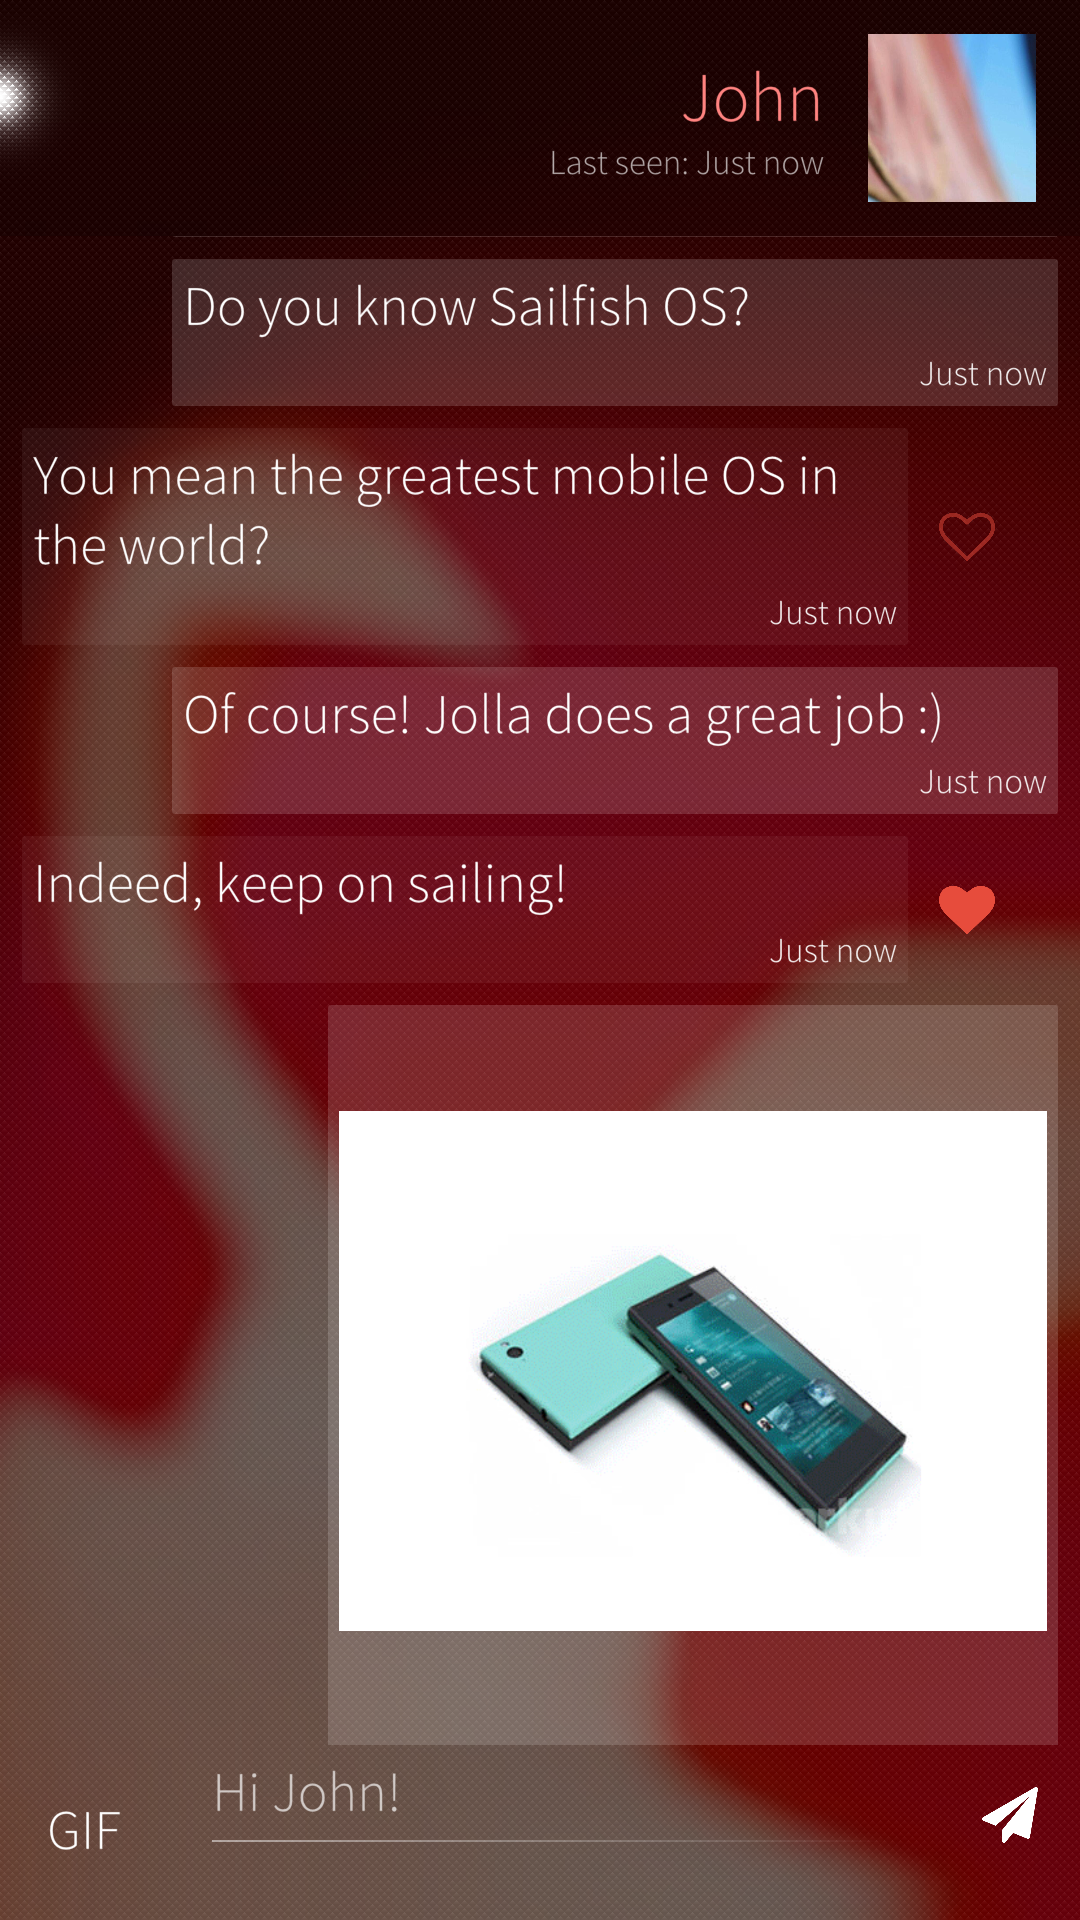 John
Last seen: Just now
Do you know Sailfish OS?
Just now
You mean the greatest mobile OS in
the world?
Just now
Of course! Jolla does a great job :)
Just now
Indeed, keep on sailing!
Just now
Hi John!
GIF